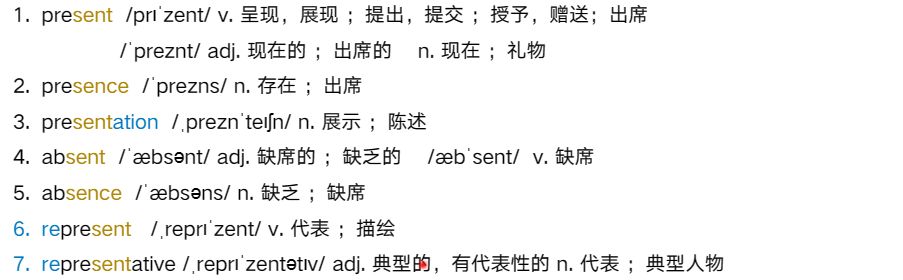 1. present /prɪˈzent/ v. 呈现，展现 ；提出，提交 ；授予，赠送；出席
/ˈpreznt/ adj. 现在的 ；出席的 n. 现在 ；礼物
2. presence /ˈprezns/ n. 存在 ；出席
3. presentation /ˌpreznˈteɪʃn/ n. 展示 ；陈述
4. absent /ˈæbsənt/ adj. 缺席的 ；缺乏的 /æbˈsent/ v. 缺席
5. absence /ˈæbsəns/ n. 缺乏 ；缺席
6. represent /ˌreprɪˈzent/ v. 代表 ；描绘
7. representative /ˌreprɪˈzentətɪv/ adj. 典型的，有代表性的 n. 代表 ；典型人物